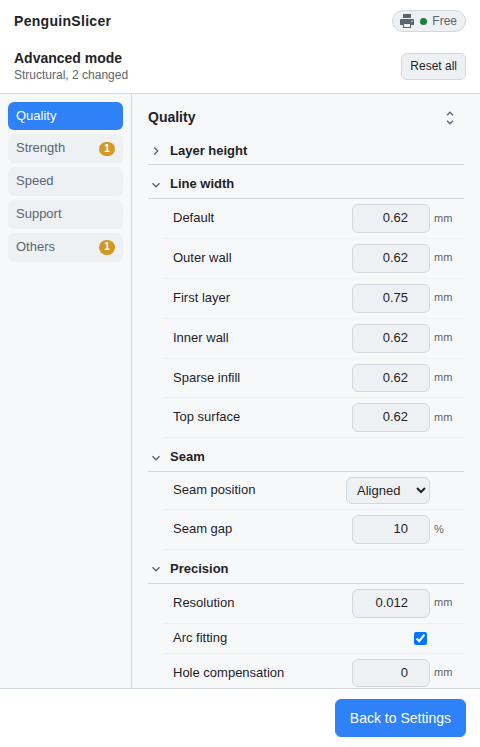 PenguinSlicer
Free
Advanced mode
Structural, 2 changed
Reset all
Quality
Strength 1
Speed
Support
Others 1
Quality
Layer height
Line width
Default 0.62 mm
Outer wall 0.62 mm
First layer 0.75 mm
Inner wall 0.62 mm
Sparse infill 0.62 mm
Top surface 0.62 mm
Seam
Seam position Aligned
Seam gap 10 %
Precision
Resolution 0.012 mm
Arc fitting
Hole compensation 0 mm
Back to Settings